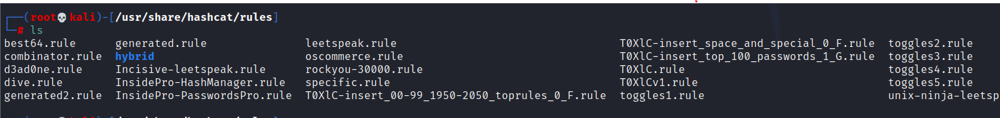 ┌──(root💀kali)-[/usr/share/hashcat/rules]
└─# ls
best64.rule generated.rule leetspeak.rule T0XlC-insert_space_and_special_0_F.rule toggles2.rule
combinator.rule hybrid oscommerce.rule T0XlC-insert_top_100_passwords_1_G.rule toggles3.rule
d3ad0ne.rule Incisive-leetspeak.rule rockyou-30000.rule T0XlC.rule toggles4.rule
dive.rule InsidePro-HashManager.rule specific.rule T0XlCv1.rule toggles5.rule
generated2.rule InsidePro-PasswordsPro.rule T0XlC-insert_00-99_1950-2050_toprules_0_F.rule toggles1.rule unix-ninja-leetsp